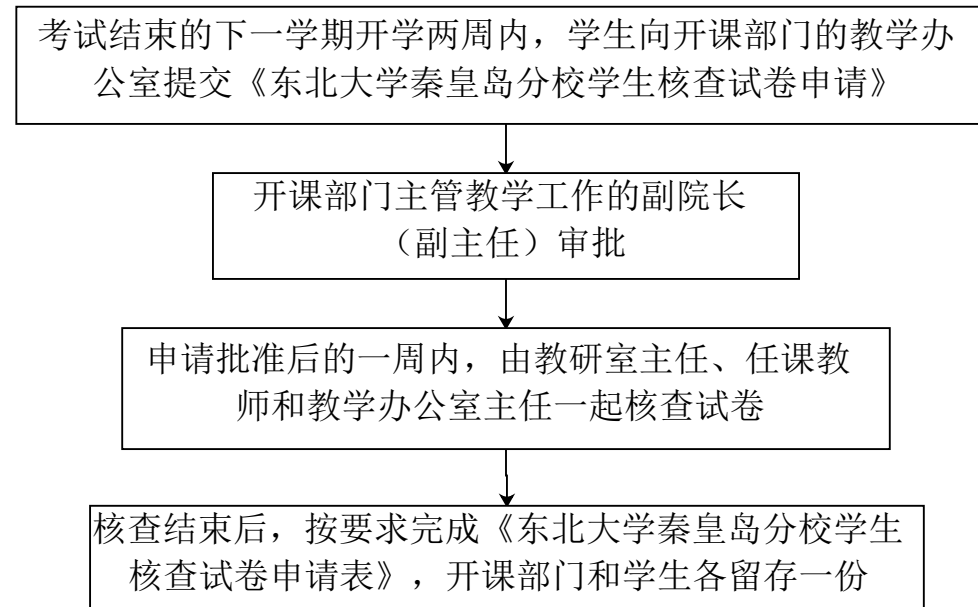 考试结束的下一学期开学两周内，学生向开课部门的教学办
公室提交《东北大学秦皇岛分校学生核查试卷申请》
开课部门主管教学工作的副院长
（副主任）审批
申请批准后的一周内，由教研室主任、任课教
师和教学办公室主任一起核查试卷
核查结束后，按要求完成《东北大学秦皇岛分校学生
核查试卷申请表》，开课部门和学生各留存一份